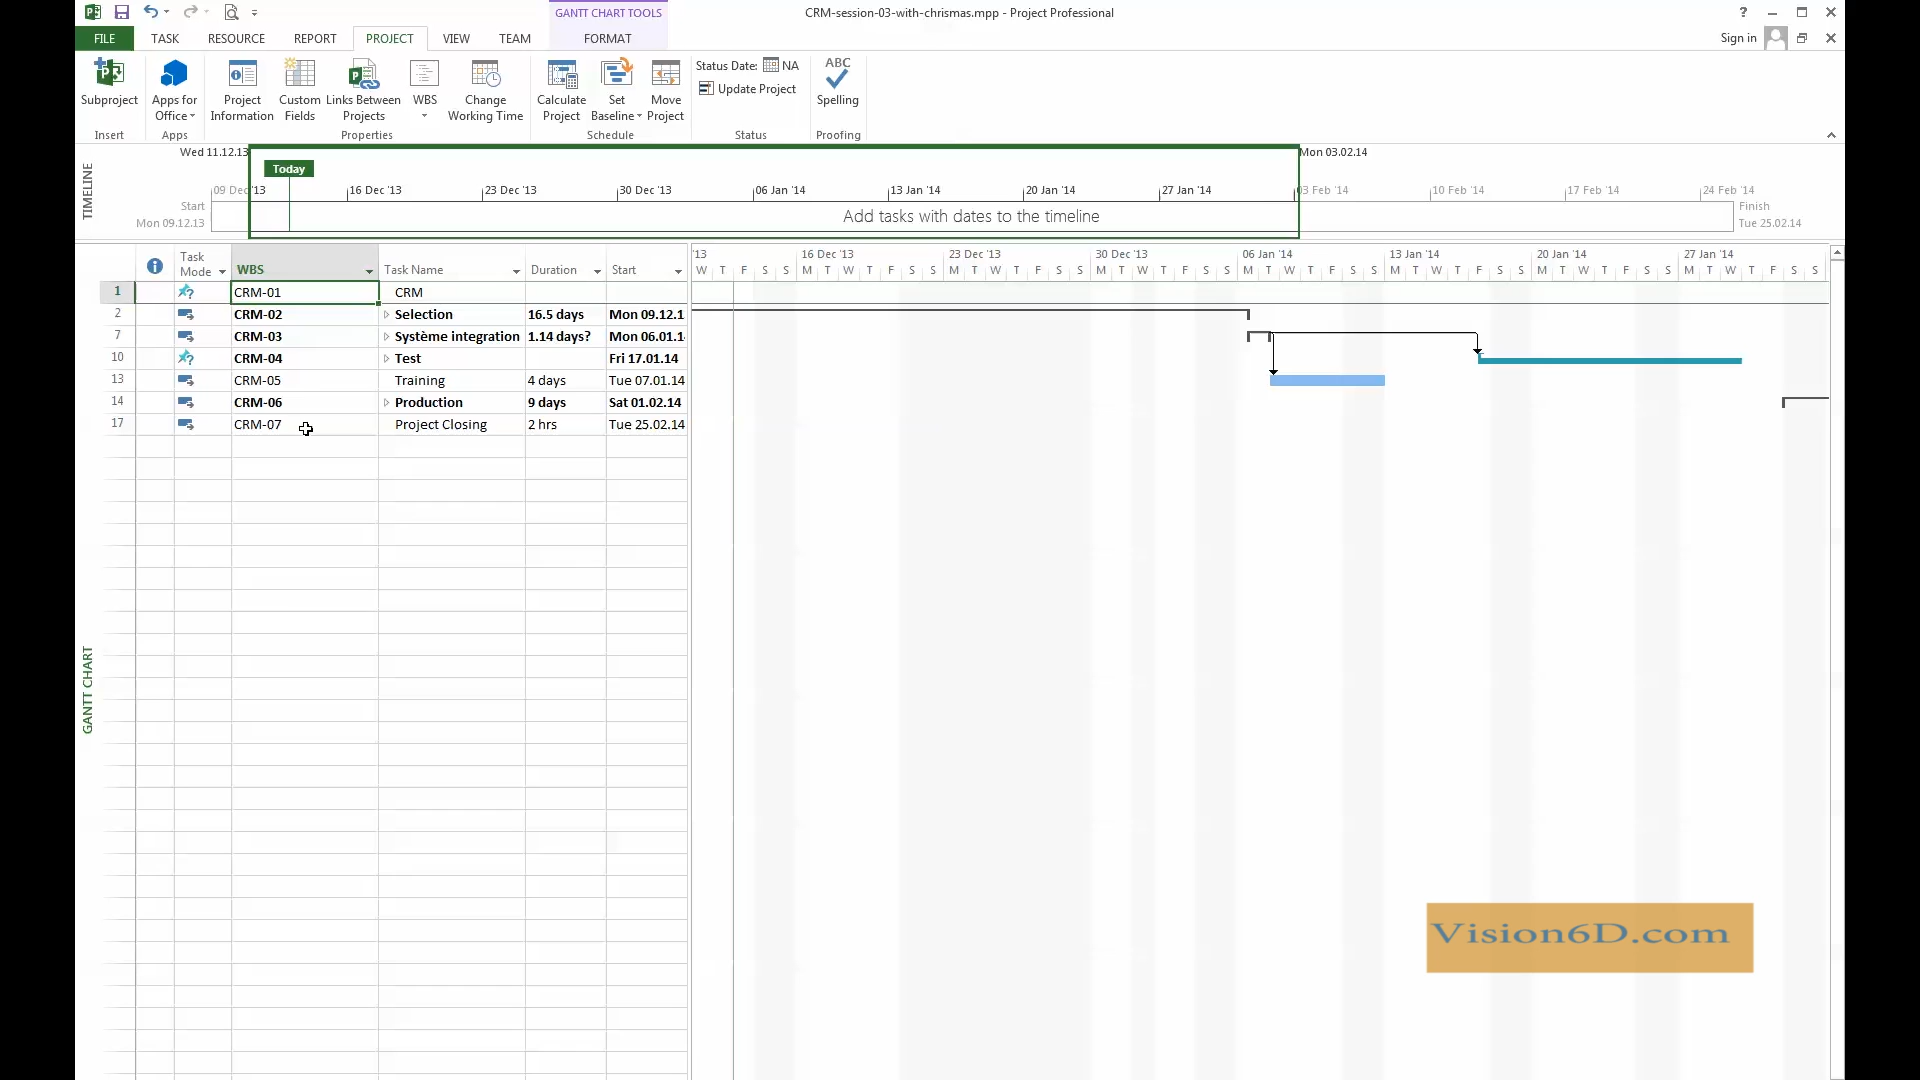 CRM-session-03-with-chrismas.mpp - Project Professional
GANTT CHART TOOLS
FILE TASK RESOURCE REPORT PROJECT VIEW TEAM FORMAT
Sign in
Subproject
Apps for Office
Project Information
Custom Fields
Links Between Projects
WBS
Change Working Time
Calculate Project
Set Baseline
Move Project
Status Date: NA
Update Project
ABC
Spelling
Insert Apps Properties Schedule Status Proofing
TIMELINE
Wed 11.12.13
Mon 03.02.14
Today
09 Dec '13 16 Dec '13 23 Dec '13 30 Dec '13 06 Jan '14 13 Jan '14 20 Jan '14 27 Jan '14 03 Feb '14 10 Feb '14 17 Feb '14 24 Feb '14
Start
Mon 09.12.13
Add tasks with dates to the timeline
Finish
Tue 25.02.14
GANTT CHART
Task Mode WBS Task Name Duration Start
'13 16 Dec '13 23 Dec '13 30 Dec '13 06 Jan '14 13 Jan '14 20 Jan '14 27 Jan '14
W T F S S M T W T F S S M T W T F S S M T W T F S S M T W T F S S M T W T F S S M T W T F S S M T W T F S S
1 CRM-01 CRM
2 CRM-02 Selection 16.5 days Mon 09.12.1
7 CRM-03 Système integration 1.14 days? Mon 06.01.1
10 CRM-04 Test Fri 17.01.14
13 CRM-05 Training 4 days Tue 07.01.14
14 CRM-06 Production 9 days Sat 01.02.14
17 CRM-07 Project Closing 2 hrs Tue 25.02.14
Vision6D.com